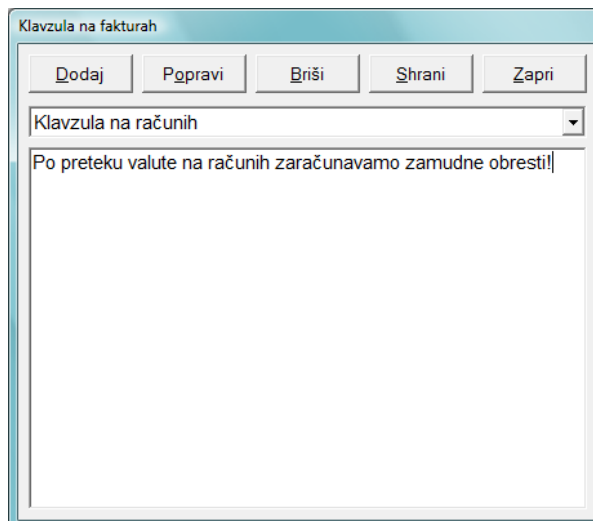 Klavzula na fakturah
Dodaj Popravi Briši Shrani Zapri
Klavzula na računih
Po preteku valute na računih zaračunavamo zamudne obresti!